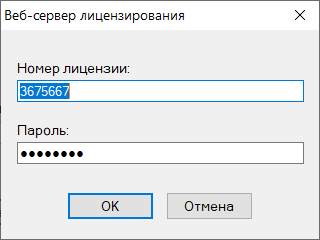 Веб-сервер лицензирования
Номер лицензии:
3675667
Пароль:
●●●●●●●●
OK Отмена